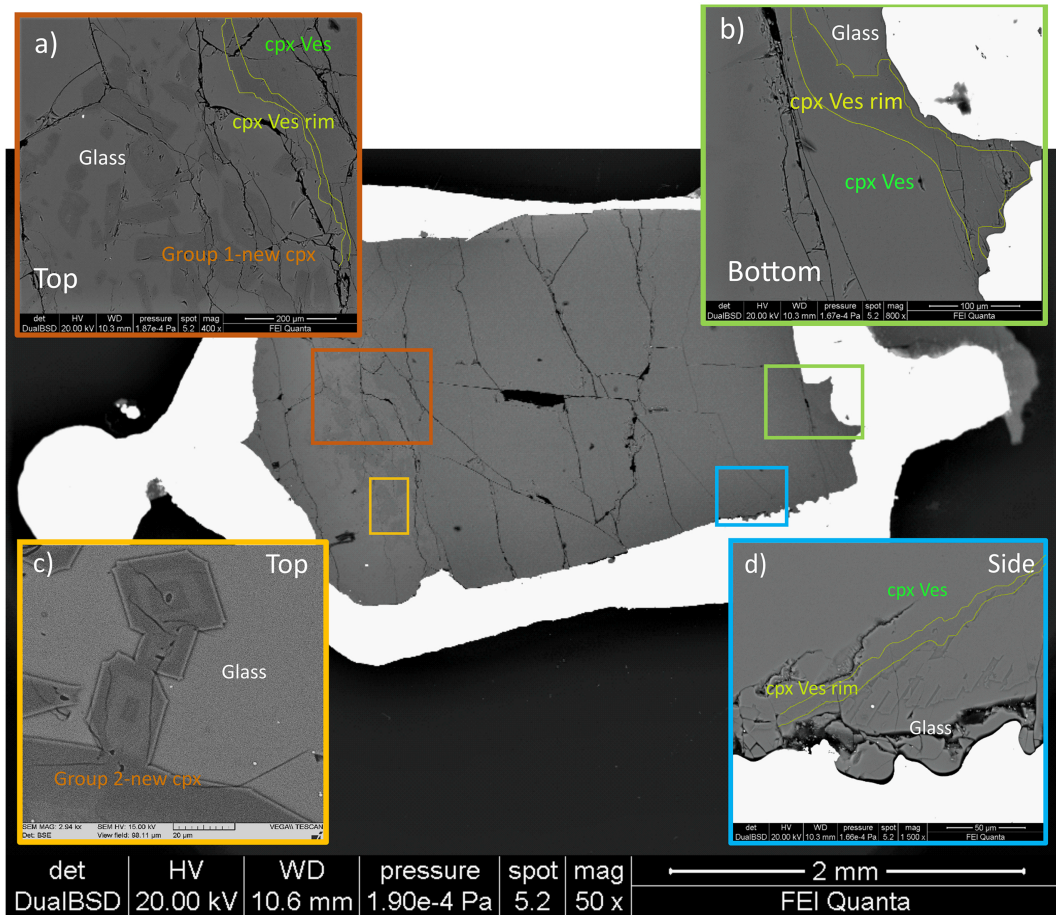 a)
cpx Ves
cpx Ves rim
Glass
Group 1-new cpx
Top
det HV WD pressure spot mag 200 µm
DualBSD 20.00 kV 10.3 mm 1.87e-4 Pa 5.2 400 x FEI Quanta
b)
Glass
cpx Ves rim
cpx Ves
Bottom
det HV WD pressure spot mag 100 µm
DualBSD 20.00 kV 10.3 mm 1.67e-4 Pa 5.2 800 x FEI Quanta
c)
Top
Glass
Group 2-new cpx
SEM MAG: 2.94 kx SEM HV: 15.00 kV VEGA\\ TESCAN
Det: BSE View field: 98.11 µm 20 µm
d)
Side
cpx Ves
cpx Ves rim
Glass
det HV WD pressure spot mag 50 µm
DualBSD 20.00 kV 10.3 mm 1.66e-4 Pa 5.2 1 500 x FEI Quanta
det HV WD pressure spot mag 2 mm
DualBSD 20.00 kV 10.6 mm 1.90e-4 Pa 5.2 50 x FEI Quanta